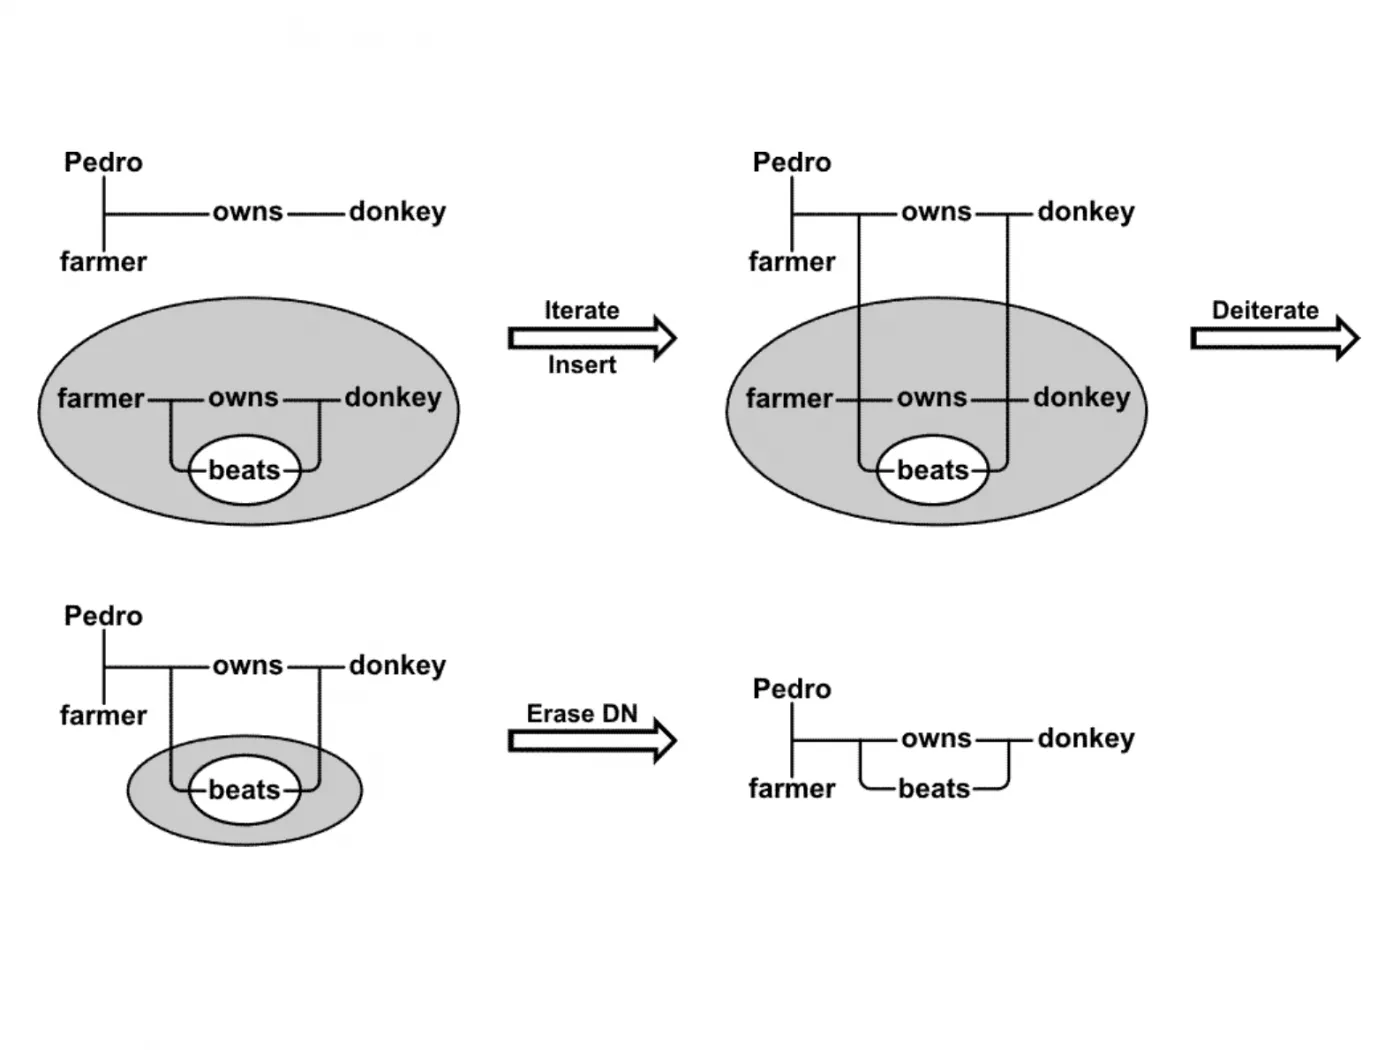 Pedro
owns donkey
farmer
farmer owns donkey
beats
Iterate
Insert
Pedro
owns donkey
farmer
farmer owns donkey
beats
Deiterate
Pedro
owns donkey
farmer
beats
Erase DN
Pedro
owns donkey
farmer beats